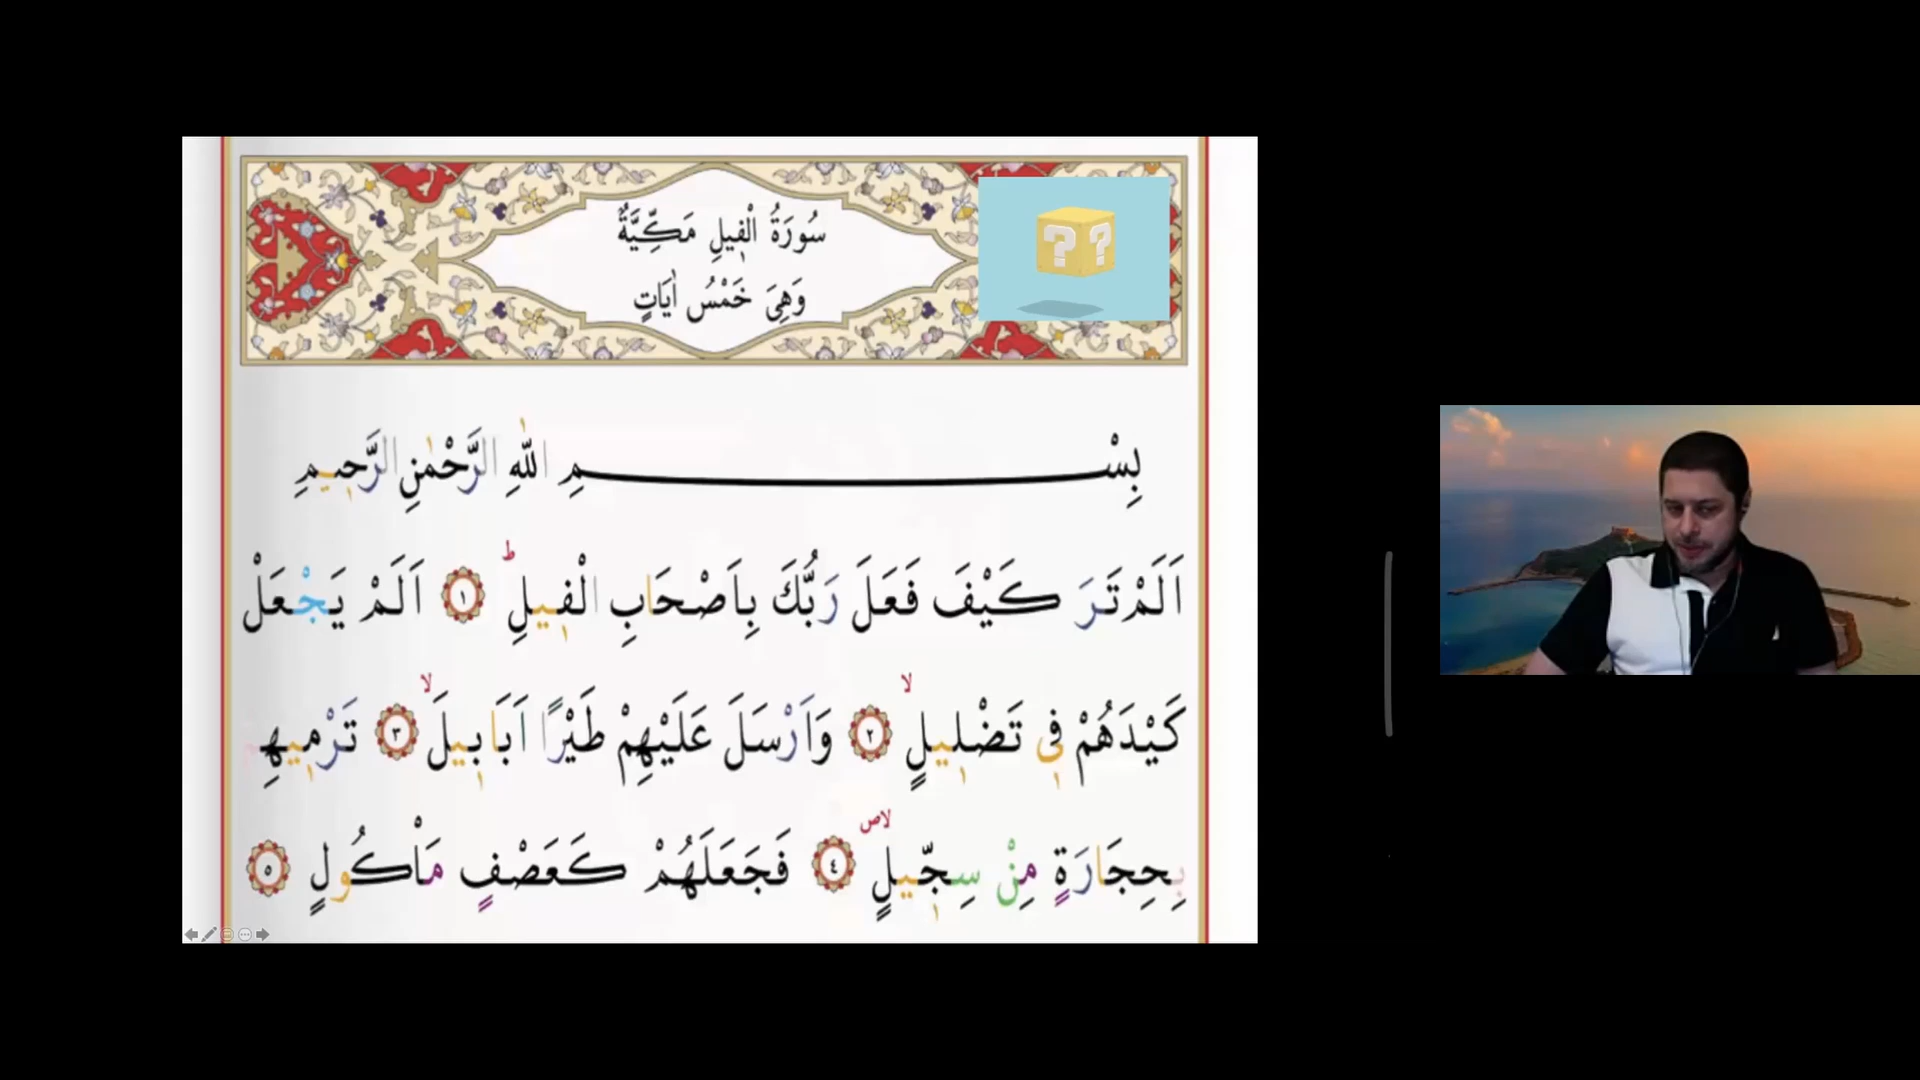 سُورَةُ الْفٖيلِ مَكِّيَّةٌ
وَهِىَ خَمْسُ اٰيَاتٍ
? ?
بِسْمِ اللّٰهِ الرَّحْمٰنِ الرَّحٖيمِ
اَلَمْ تَرَ كَيْفَ فَعَلَ رَبُّكَ بِاَصْحَابِ الْفٖيلِؕ ﴿١﴾ اَلَمْ يَجْعَلْ
كَيْدَهُمْ فٖى تَضْلٖيلٍۙ ﴿٢﴾ وَاَرْسَلَ عَلَيْهِمْ طَيْرًا اَبَابٖيلَۙ ﴿٣﴾ تَرْمٖيهِمْ
بِحِجَارَةٍ مِنْ سِجّٖيلٍۙۖ ﴿٤﴾ فَجَعَلَهُمْ كَعَصْفٍ مَاْكُولٍ ﴿٥﴾